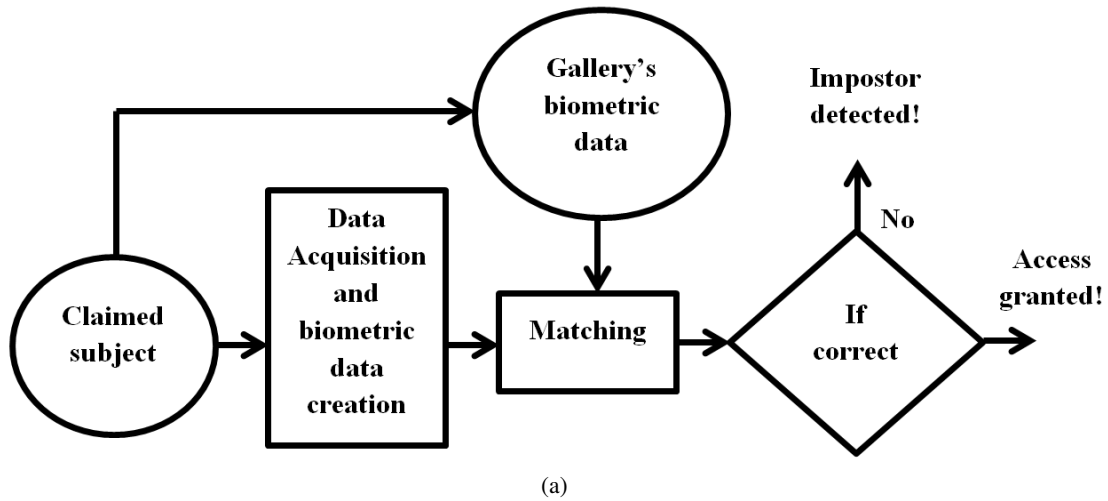 Gallery's
biometric
data
Impostor
detected!
Data
Acquisition
and
biometric
data
creation
No
Access
granted!
Claimed
subject
Matching
If
correct
(a)